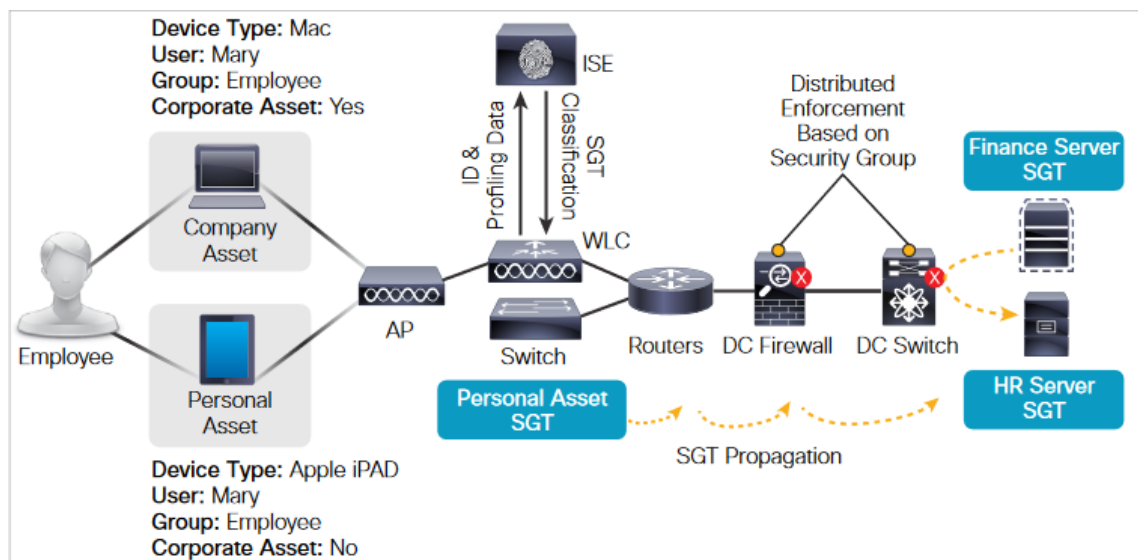 Device Type: Mac
User: Mary
Group: Employee
Corporate Asset: Yes
ISE
ID &
Profiling Data
SGT
Classification
Distributed
Enforcement
Based on
Security Group
Finance Server
SGT
Company
Asset
WLC
Employee
AP
Switch
Routers
DC Firewall
DC Switch
Personal
Asset
Personal Asset
SGT
HR Server
SGT
SGT Propagation
Device Type: Apple iPAD
User: Mary
Group: Employee
Corporate Asset: No
X
X